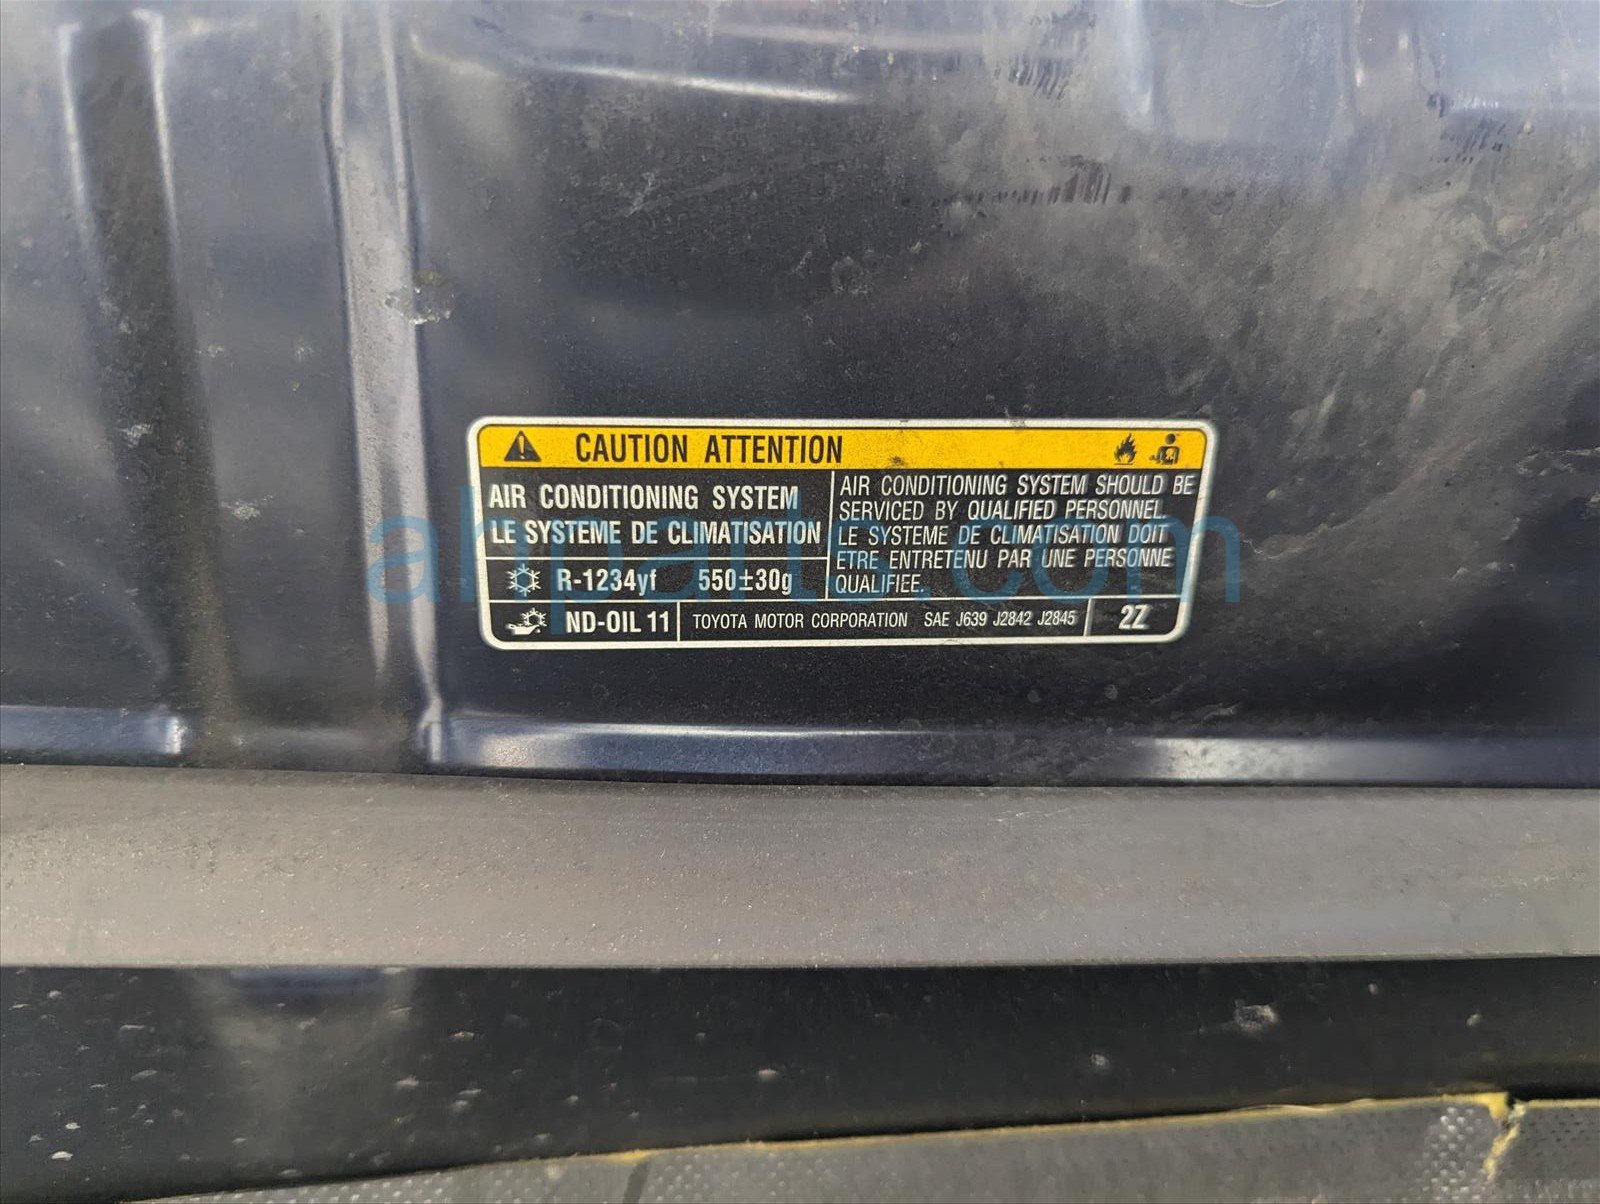 CAUTION ATTENTION
AIR CONDITIONING SYSTEM
LE SYSTEME DE CLIMATISATION
R-1234yf 550±30g
AIR CONDITIONING SYSTEM SHOULD BE
SERVICED BY QUALIFIED PERSONNEL.
LE SYSTEME DE CLIMATISATION DOIT
ETRE ENTRETENU PAR UNE PERSONNE
QUALIFIEE.
ND-OIL 11 TOYOTA MOTOR CORPORATION SAE J639 J2842 J2845 2Z
ahparts.com